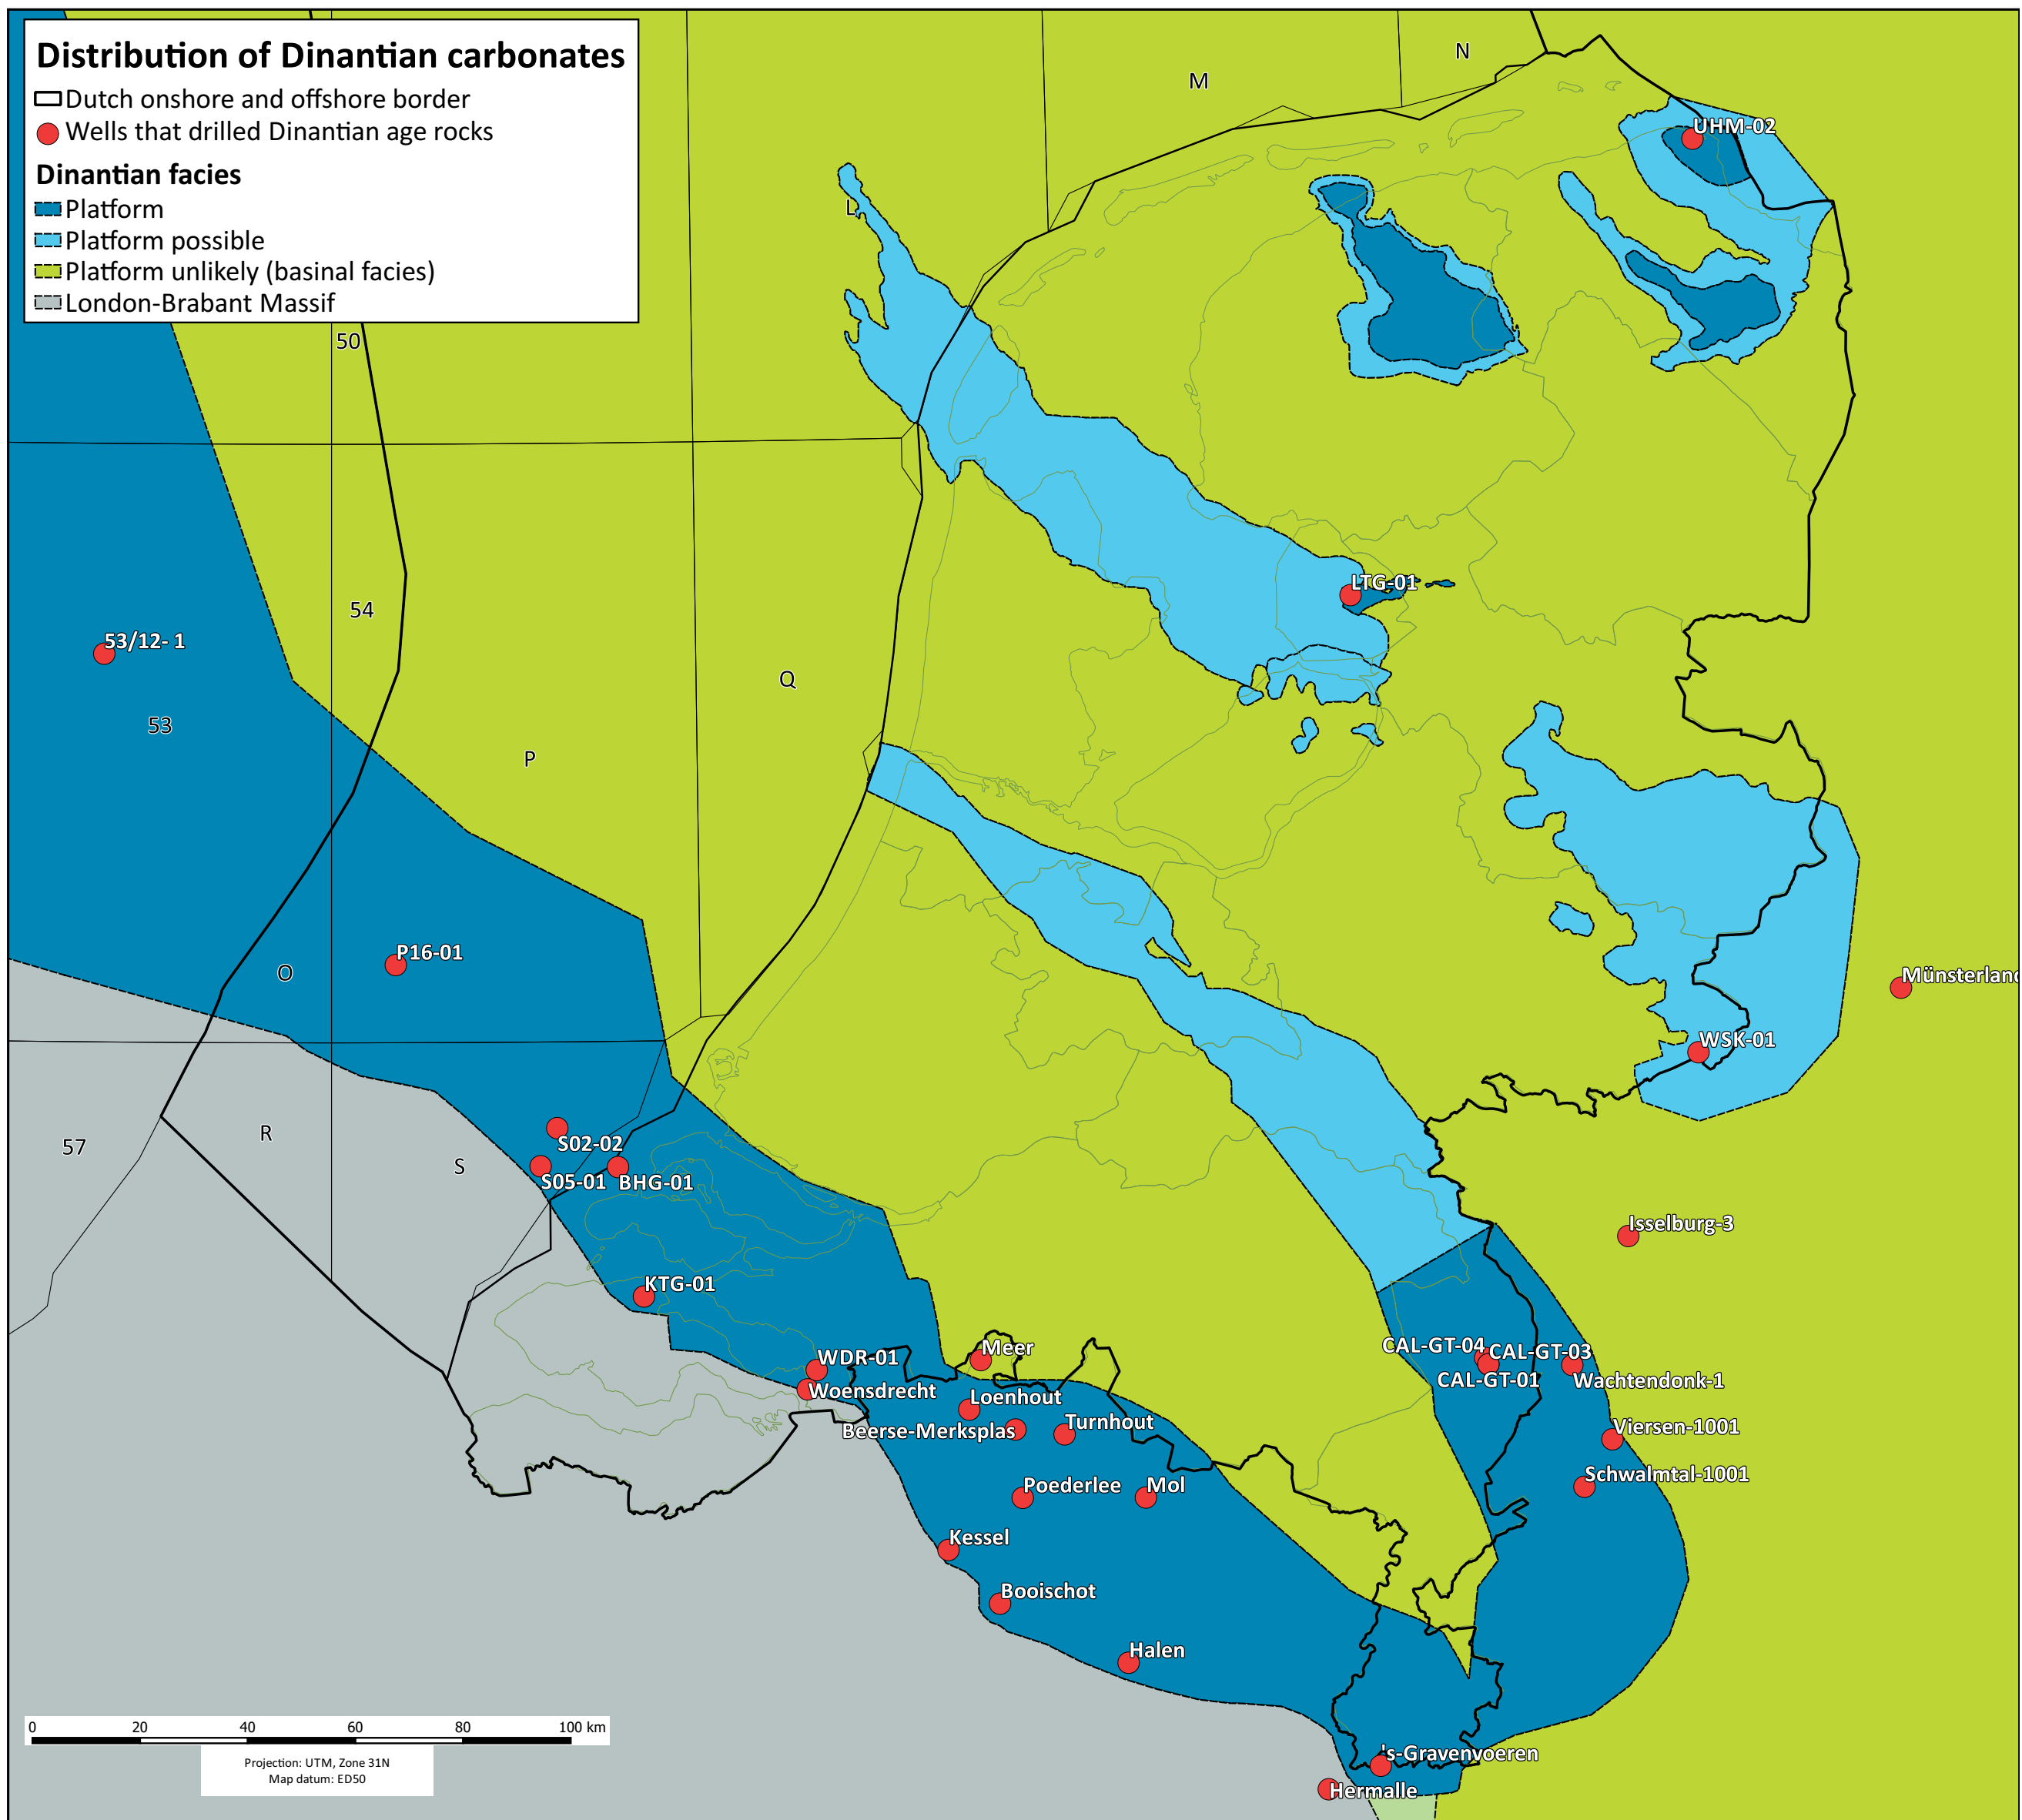 Distribution of Dinantian carbonates
Dutch onshore and offshore border
Wells that drilled Dinantian age rocks
Dinantian facies
Platform
Platform possible
Platform unlikely (basinal facies)
London-Brabant Massif
N
M
UHM-02
L
50
LTG-01
54
53/12- 1
Q
53
P
P16-01
O
Münsterland
WSK-01
R
57
S
S02-02
S05-01
BHG-01
Isselburg-3
KTG-01
Meer
CAL-GT-04
CAL-GT-03
WDR-01
CAL-GT-01
Wachtendonk-1
Woensdrecht
Loenhout
Turnhout
Beerse-Merksplas
Viersen-1001
Schwalmtal-1001
Poederlee
Mol
Kessel
Booischot
Halen
0 20 40 60 80 100 km
Projection: UTM, Zone 31N
Map datum: ED50
's-Gravenvoeren
Hermalle